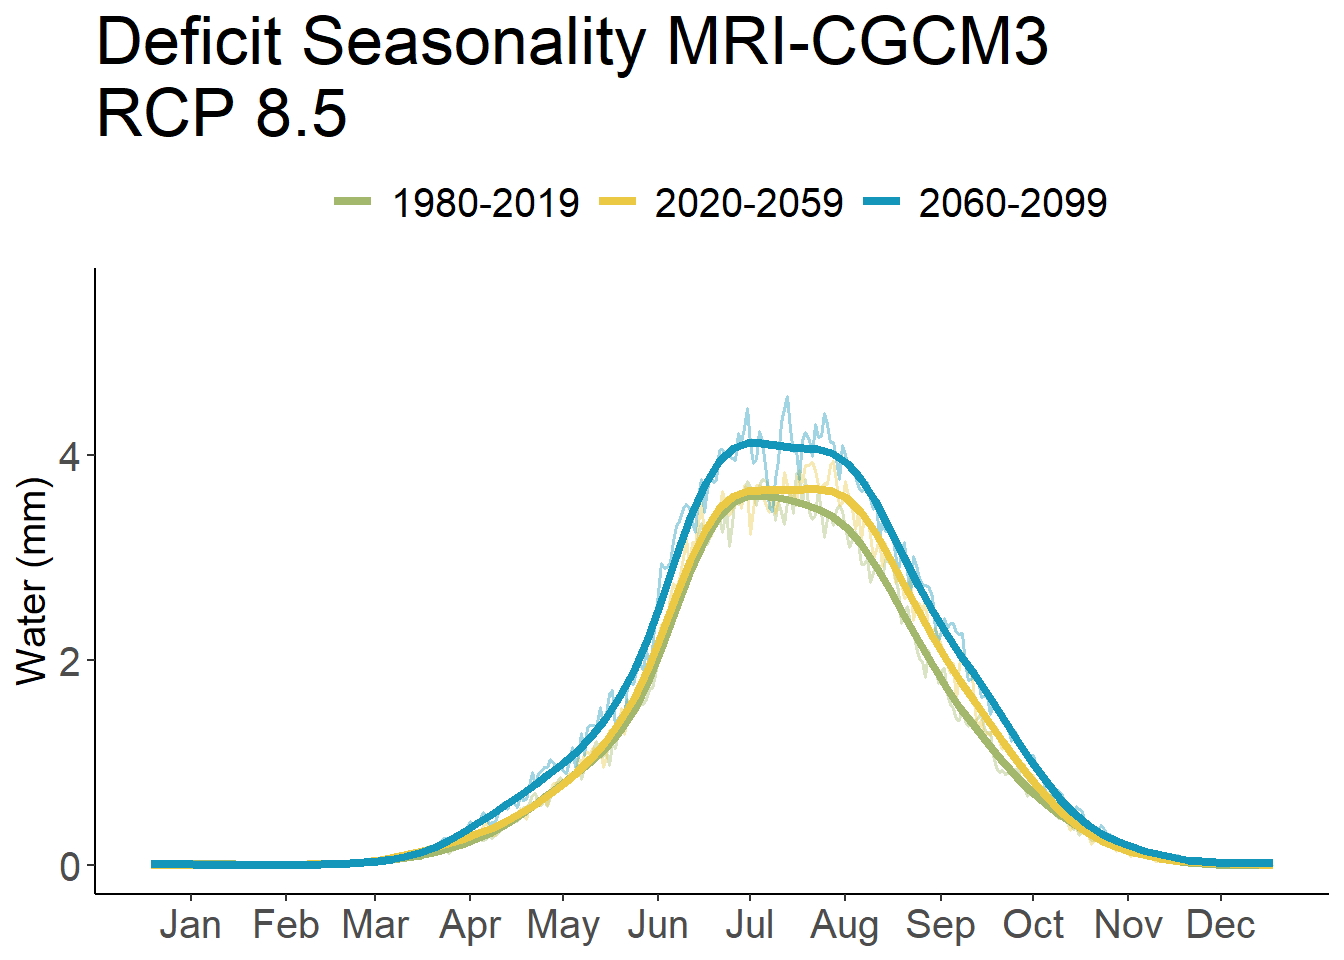 Deficit Seasonality MRI-CGCM3
RCP 8.5
1980-2019 2020-2059 2060-2099
Water (mm)
4
2
0
Jan Feb Mar Apr May Jun Jul Aug Sep Oct Nov Dec